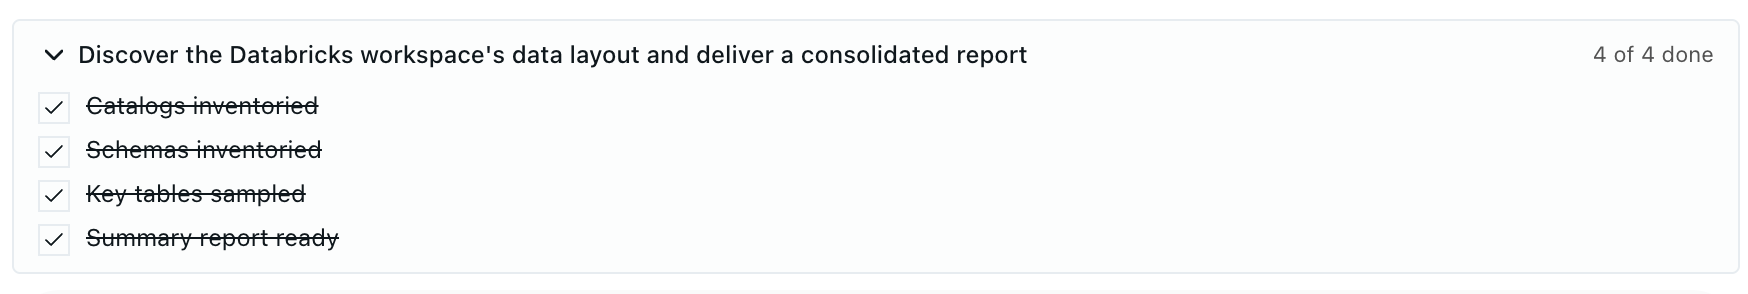 Discover the Databricks workspace's data layout and deliver a consolidated report
4 of 4 done
Catalogs inventoried
Schemas inventoried
Key tables sampled
Summary report ready